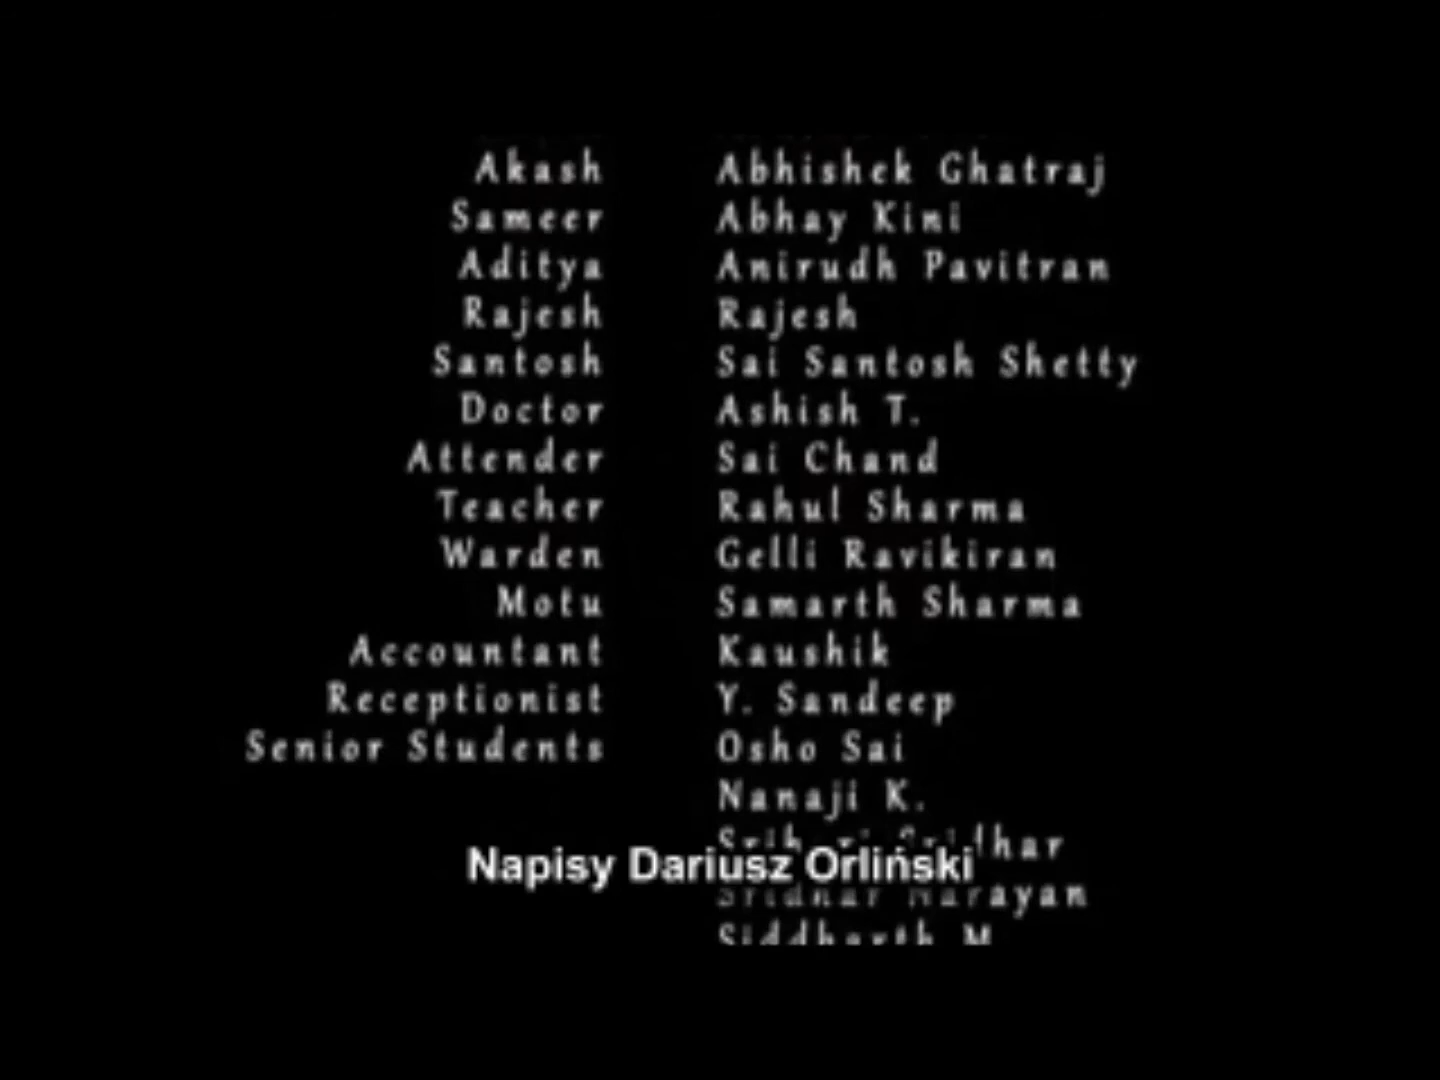 Akash Abhishek Ghatraj
Sameer Abhay Kini
Aditya Anirudh Pavitran
Rajesh Rajesh
Santosh Sai Santosh Shetty
Doctor Ashish T.
Attender Sai Chand
Teacher Rahul Sharma
Warden Gelli Ravikiran
Motu Samarth Sharma
Accountant Kaushik
Receptionist Y. Sandeep
Senior Students Osho Sai
Nanaji K.
Napisy Dariusz Orliński
Sridhar Narayan